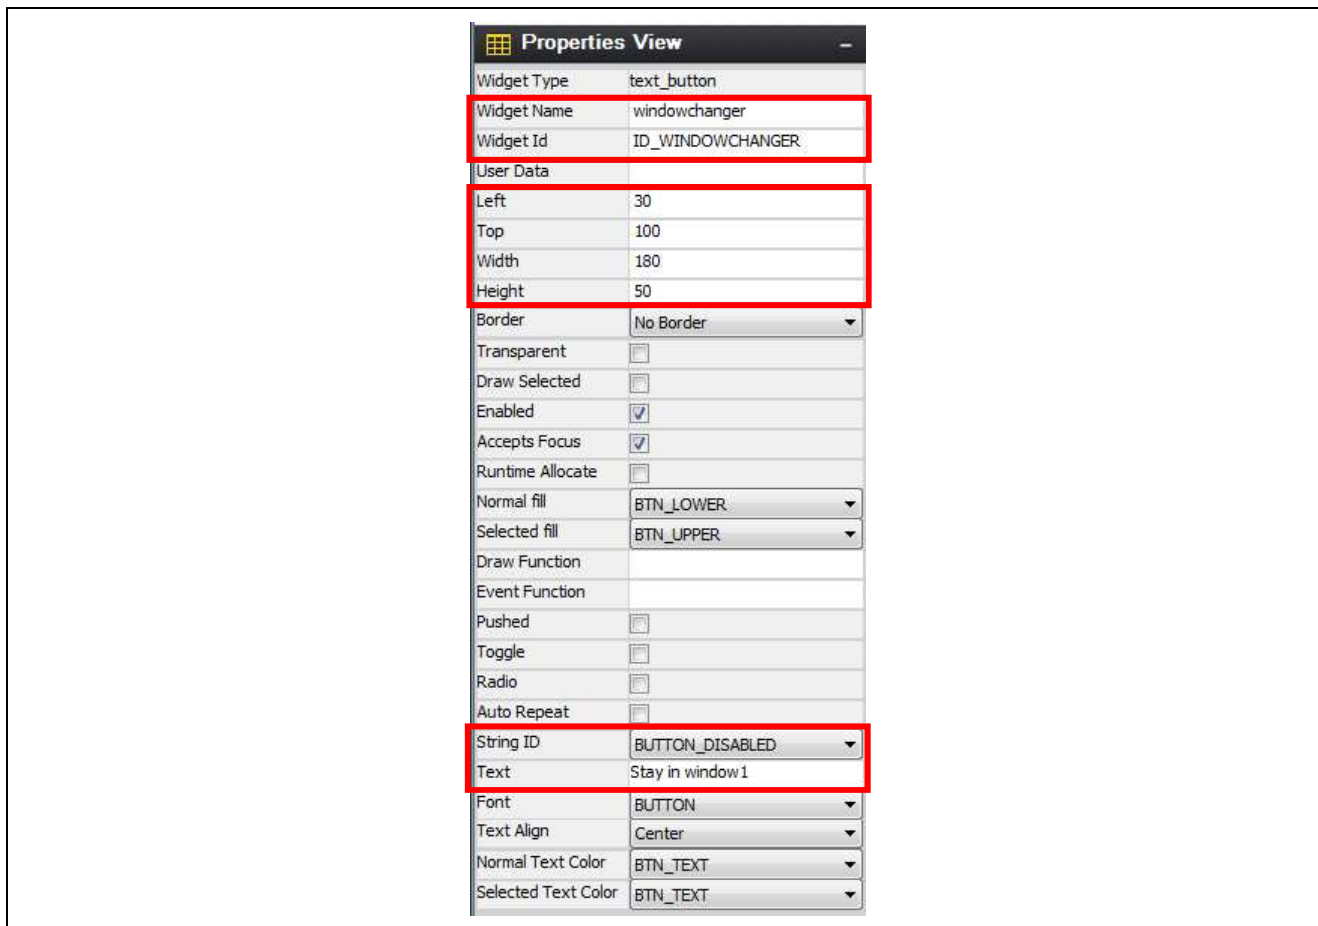 Properties View
Widget Type text_button
Widget Name windowchanger
Widget Id ID_WINDOWCHANGER
User Data
Left 30
Top 100
Width 180
Height 50
Border No Border
Transparent
Draw Selected
Enabled
Accepts Focus
Runtime Allocate
Normal fill BTN_LOWER
Selected fill BTN_UPPER
Draw Function
Event Function
Pushed
Toggle
Radio
Auto Repeat
String ID BUTTON_DISABLED
Text Stay in window1
Font BUTTON
Text Align Center
Normal Text Color BTN_TEXT
Selected Text Color BTN_TEXT